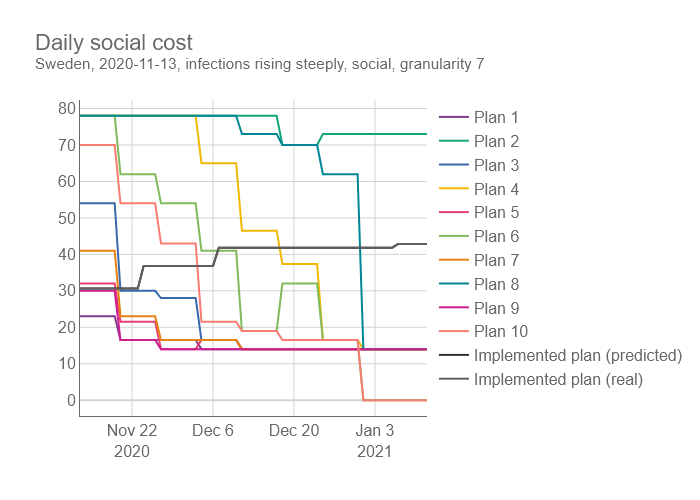 Daily social cost
Sweden, 2020-11-13, infections rising steeply, social, granularity 7
80
70
60
50
40
30
20
10
0
Nov 22
2020
Dec 6
Dec 20
Jan 3
2021
Plan 1
Plan 2
Plan 3
Plan 4
Plan 5
Plan 6
Plan 7
Plan 8
Plan 9
Plan 10
Implemented plan (predicted)
Implemented plan (real)